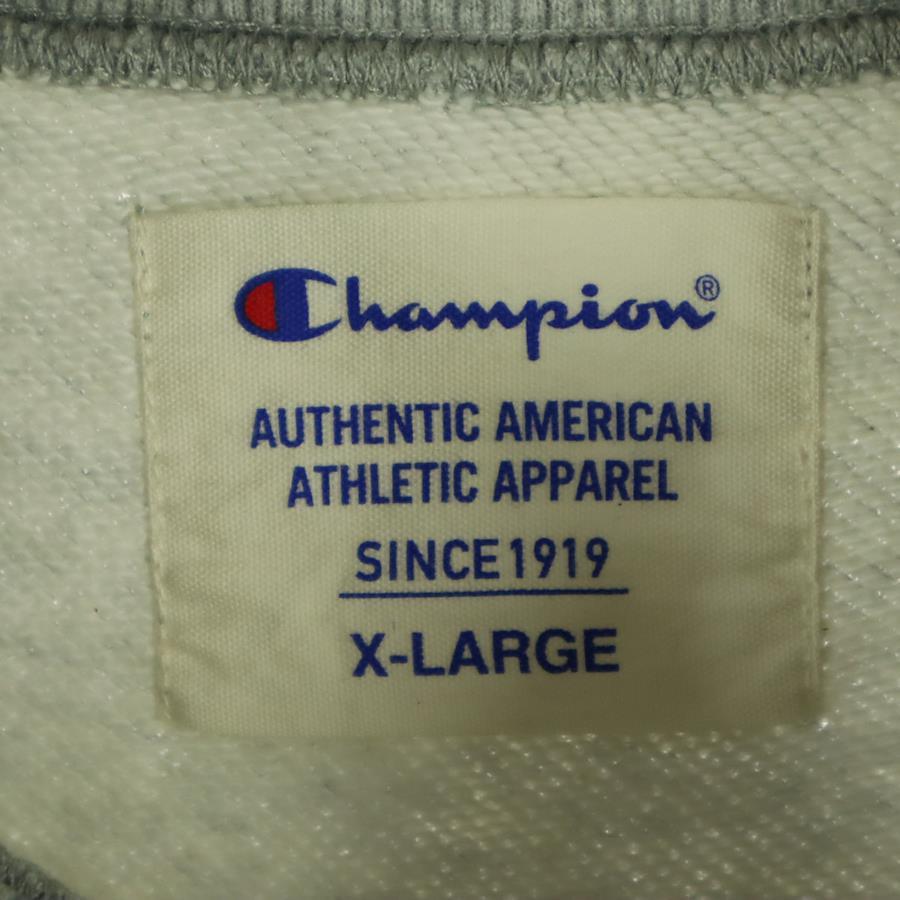 Champion®
AUTHENTIC AMERICAN
ATHLETIC APPAREL
SINCE 1919
X-LARGE